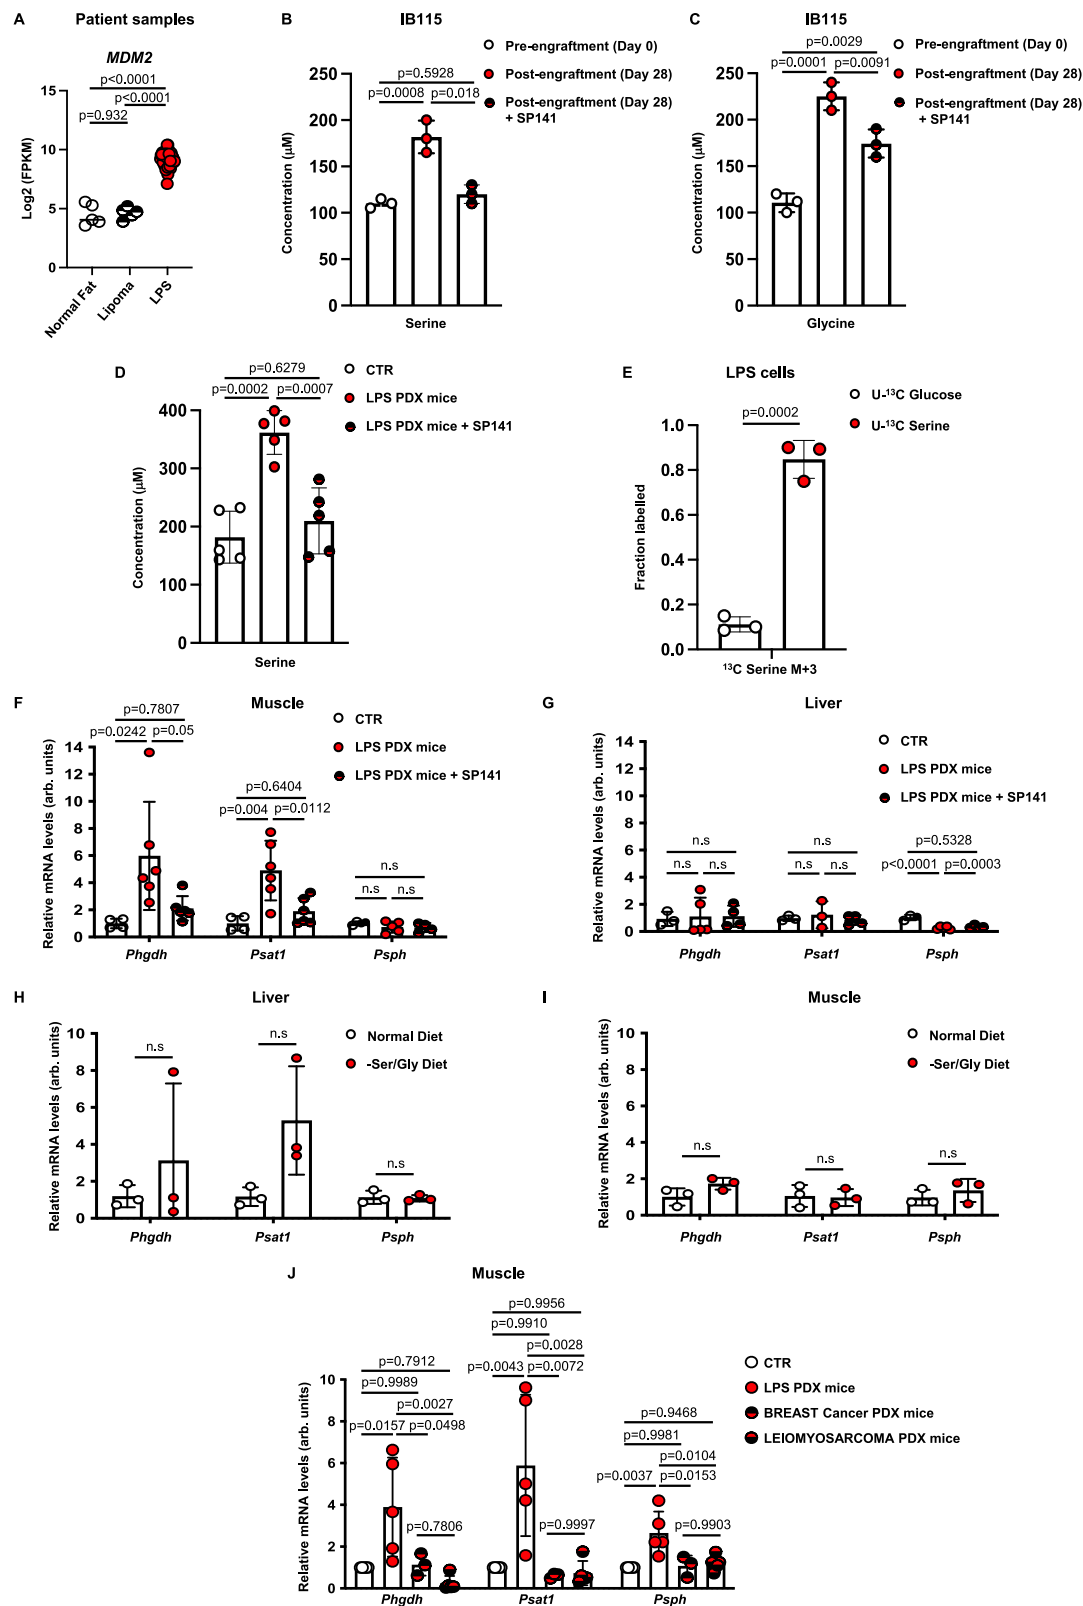 A
Patient samples
MDM2
p<0.0001
p<0.0001
p=0.932
Log2 (FPKM)
15
10
5
0
Normal Fat
Lipoma
LPS
B
IB115
Pre-engraftment (Day 0)
Post-engraftment (Day 28)
Post-engraftment (Day 28)
+ SP141
p=0.5928
p=0.0008
p=0.018
Concentration (µM)
250
200
150
100
50
0
Serine
C
IB115
Pre-engraftment (Day 0)
Post-engraftment (Day 28)
Post-engraftment (Day 28)
+ SP141
p=0.0029
p=0.0001
p=0.0091
Concentration (µM)
250
200
150
100
50
0
Glycine
D
CTR
LPS PDX mice
LPS PDX mice + SP141
p=0.6279
p=0.0002
p=0.0007
Concentration (µM)
400
300
200
100
0
Serine
E
LPS cells
U-¹³C Glucose
U-¹³C Serine
p=0.0002
Fraction labelled
1.0
0.8
0.6
0.4
0.2
0.0
¹³C Serine M+3
F
Muscle
CTR
LPS PDX mice
LPS PDX mice + SP141
p=0.7807
p=0.0242
p=0.05
p=0.6404
p=0.004
p=0.0112
n.s
n.s
n.s
Relative mRNA levels (arb. units)
14
12
10
8
6
4
2
0
Phgdh
Psat1
Psph
G
Liver
CTR
LPS PDX mice
LPS PDX mice + SP141
n.s
n.s
n.s
n.s
n.s
n.s
p=0.5328
p<0.0001
p=0.0003
Relative mRNA levels (arb. units)
14
12
10
8
6
4
2
0
Phgdh
Psat1
Psph
H
Liver
Normal Diet
-Ser/Gly Diet
n.s
n.s
n.s
Relative mRNA levels (arb. units)
10
8
6
4
2
0
Phgdh
Psat1
Psph
I
Muscle
Normal Diet
-Ser/Gly Diet
n.s
n.s
n.s
Relative mRNA levels (arb. units)
10
8
6
4
2
0
Phgdh
Psat1
Psph
J
Muscle
CTR
LPS PDX mice
BREAST Cancer PDX mice
LEIOMYOSARCOMA PDX mice
p=0.7912
p=0.9989
p=0.0027
p=0.0157
p=0.0498
p=0.7806
p=0.9956
p=0.9910
p=0.0028
p=0.0043
p=0.0072
p=0.9997
p=0.9468
p=0.9981
p=0.0104
p=0.0037
p=0.0153
p=0.9903
Relative mRNA levels (arb. units)
10
8
6
4
2
0
Phgdh
Psat1
Psph